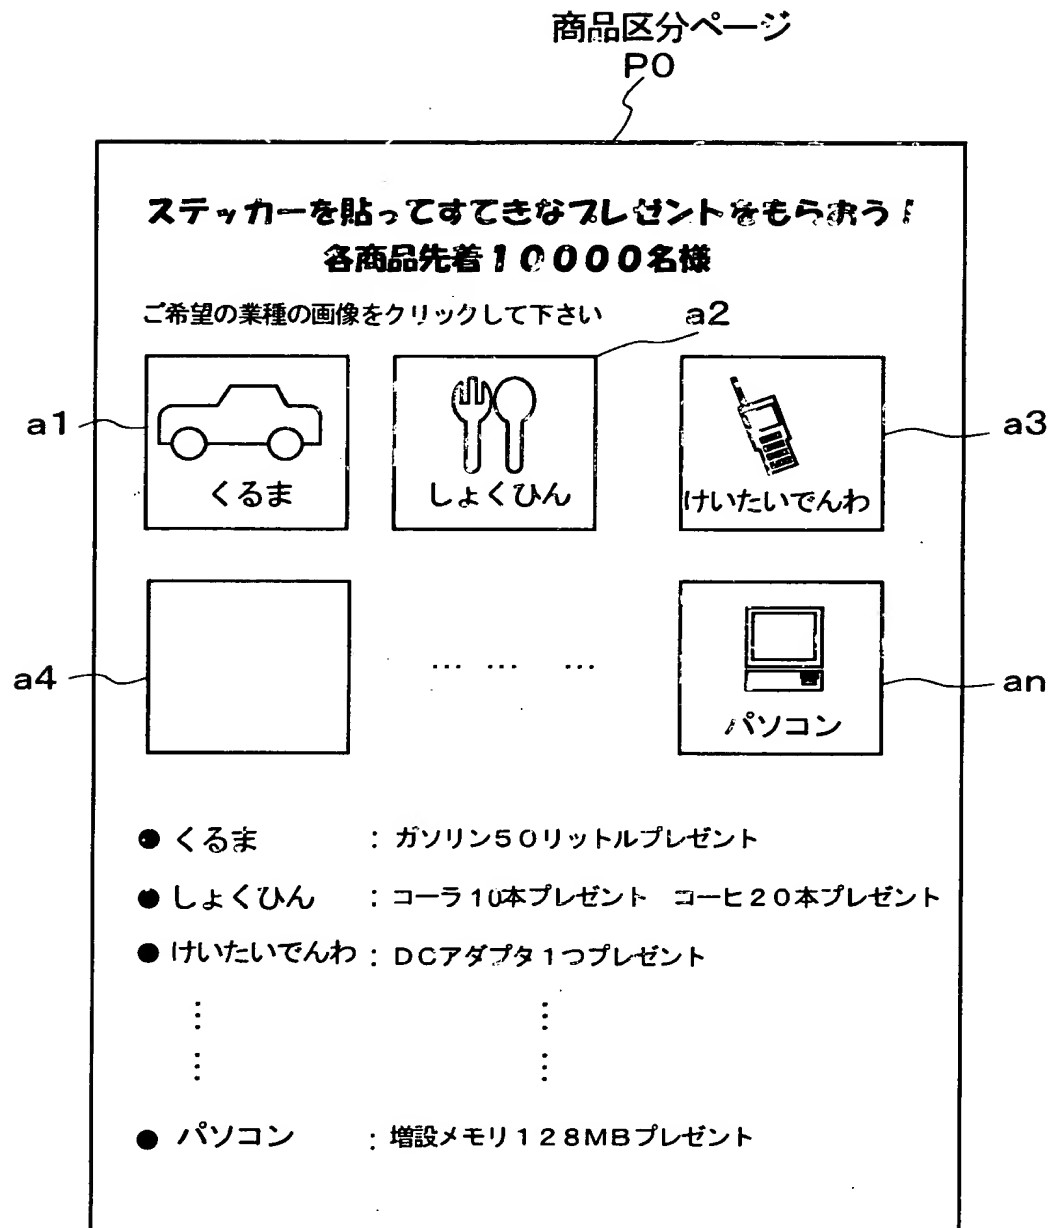 商品区分ページ
P0
ステッカーを貼ってすてきなプレゼントをもらおう!
各商品先着10000名様
ご希望の業種の画像をクリックして下さい
a2
a1
くるま
しょくひん
けいたいでんわ
a3
a4
… … …
パソコン
an
● くるま : ガソリン50リットルプレゼント
● しょくひん : コーラ10本プレゼント コーヒ20本プレゼント
● けいたいでんわ : DCアダプタ1つプレゼント
⋮ ⋮
⋮ ⋮
● パソコン : 増設メモリ128MBプレゼント